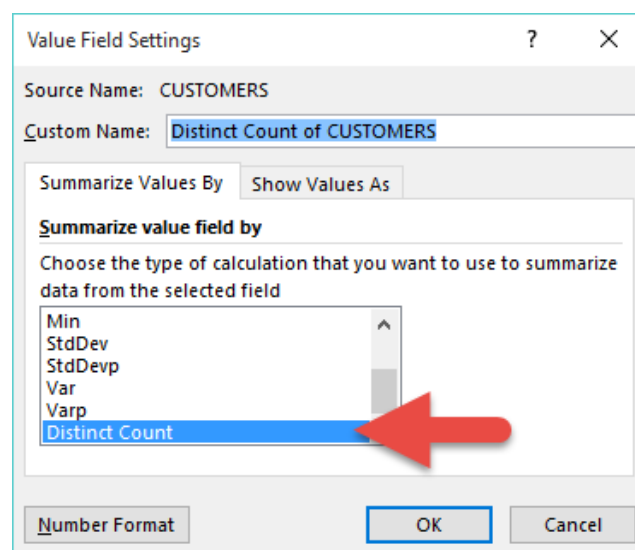 Value Field Settings ? ×
Source Name: CUSTOMERS
Custom Name: Distinct Count of CUSTOMERS
Summarize Values By Show Values As
Summarize value field by
Choose the type of calculation that you want to use to summarize
data from the selected field
Min
StdDev
StdDevp
Var
Varp
Distinct Count
Number Format OK Cancel